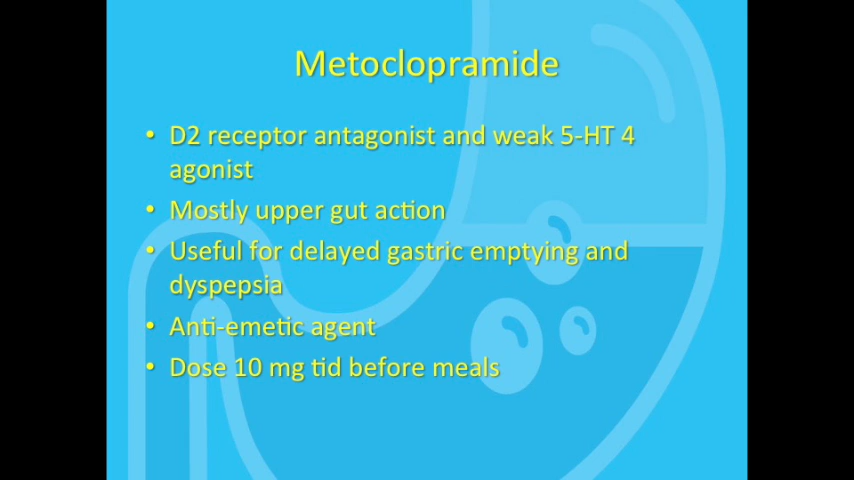 Metoclopramide
• D2 receptor antagonist and weak 5-HT 4
agonist
• Mostly upper gut action
• Useful for delayed gastric emptying and
dyspepsia
• Anti-emetic agent
• Dose 10 mg tid before meals